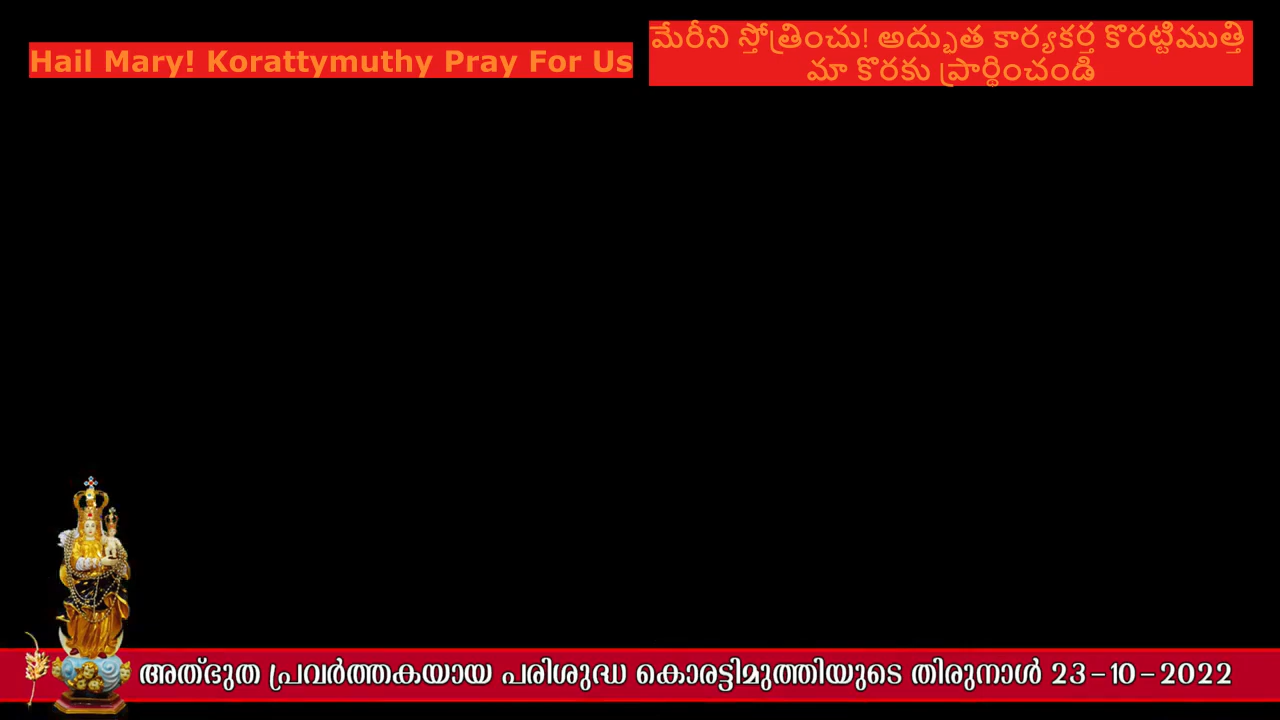 Hail Mary! Korattymuthy Pray For Us
మేరీని స్తోత్రించు! అద్భుత కార్యకర్త కొరట్టిముత్తి
మా కొరకు ప్రార్థించండి
അത്ഭുത പ്രവർത്തകയായ പരിശുദ്ധ കൊരട്ടിമുത്തിയുടെ തിരുനാൾ 23-10-2022